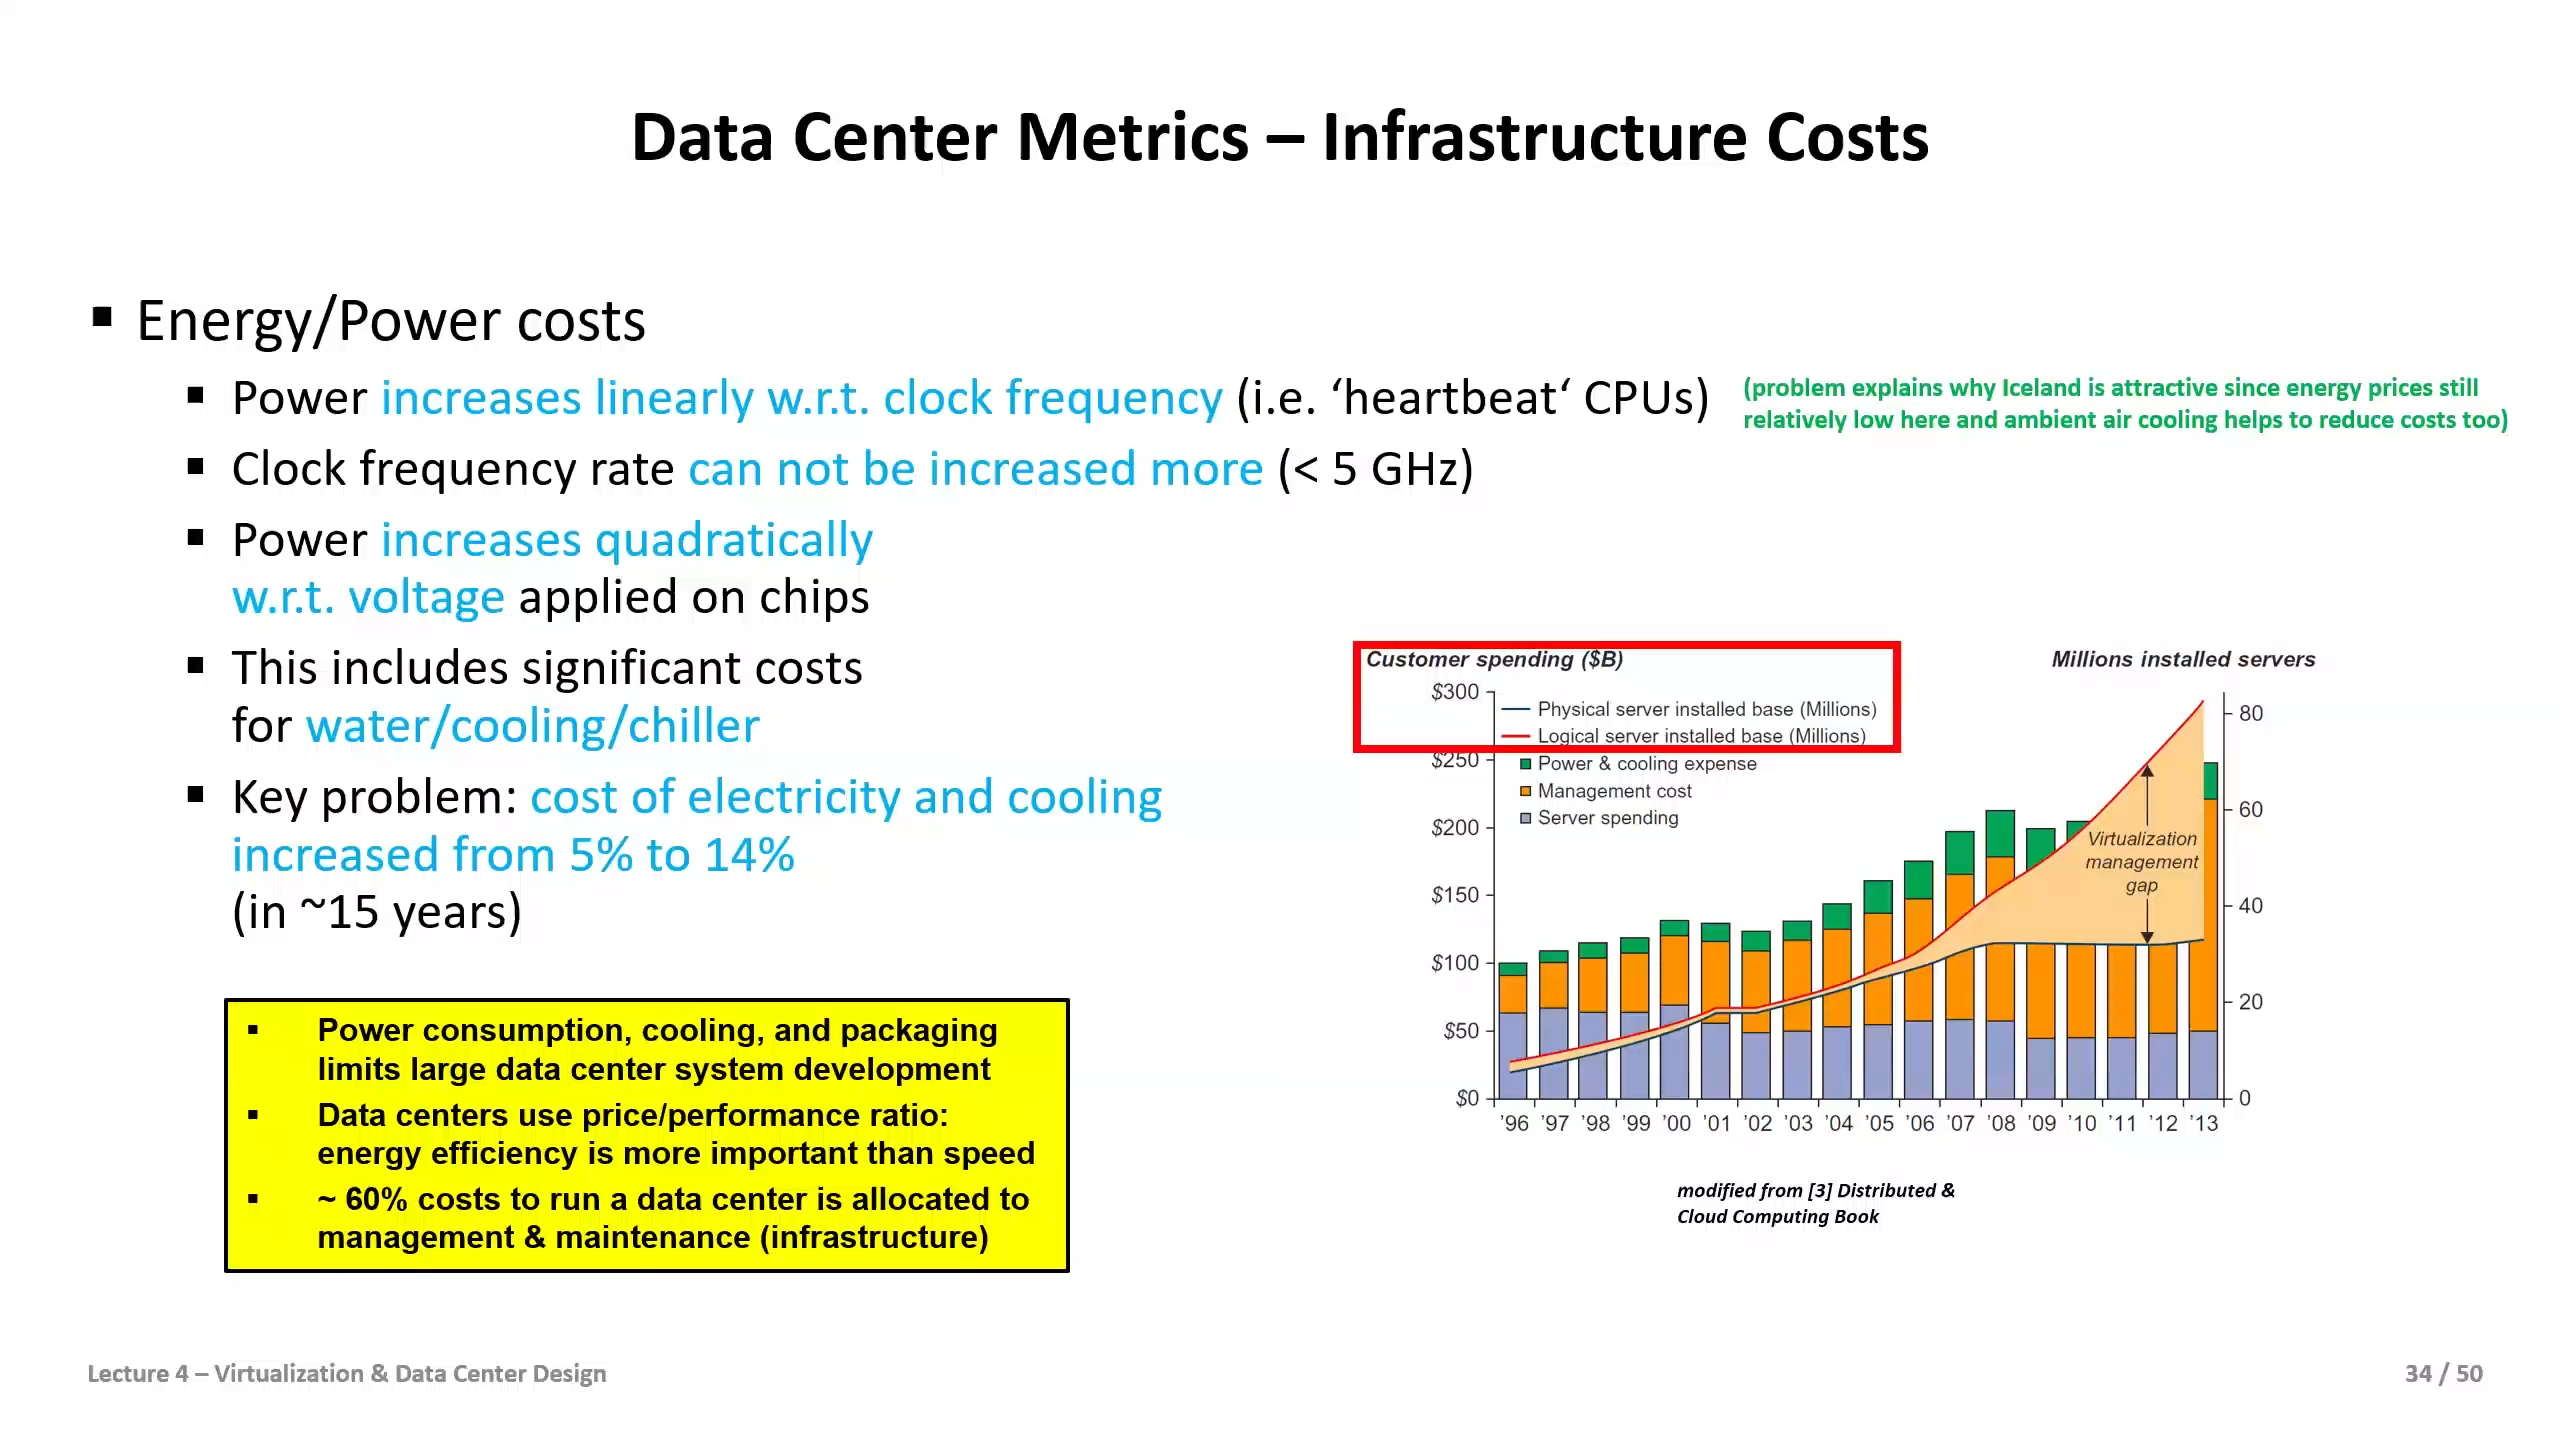 Data Center Metrics – Infrastructure Costs
▪ Energy/Power costs
▪ Power increases linearly w.r.t. clock frequency (i.e. ‘heartbeat‘ CPUs)
(problem explains why Iceland is attractive since energy prices still
relatively low here and ambient air cooling helps to reduce costs too)
▪ Clock frequency rate can not be increased more (< 5 GHz)
▪ Power increases quadratically
w.r.t. voltage applied on chips
▪ This includes significant costs
for water/cooling/chiller
▪ Key problem: cost of electricity and cooling
increased from 5% to 14%
(in ~15 years)
▪ Power consumption, cooling, and packaging
limits large data center system development
▪ Data centers use price/performance ratio:
energy efficiency is more important than speed
▪ ~ 60% costs to run a data center is allocated to
management & maintenance (infrastructure)
Customer spending ($B)
Millions installed servers
$300
$250
$200
$150
$100
$50
$0
Physical server installed base (Millions)
Logical server installed base (Millions)
Power & cooling expense
Management cost
Server spending
Virtualization
management
gap
80
60
40
20
0
’96 ’97 ’98 ’99 ’00 ’01 ’02 ’03 ’04 ’05 ’06 ’07 ’08 ’09 ’10 ’11 ’12 ’13
modified from [3] Distributed &
Cloud Computing Book
Lecture 4 – Virtualization & Data Center Design
34 / 50